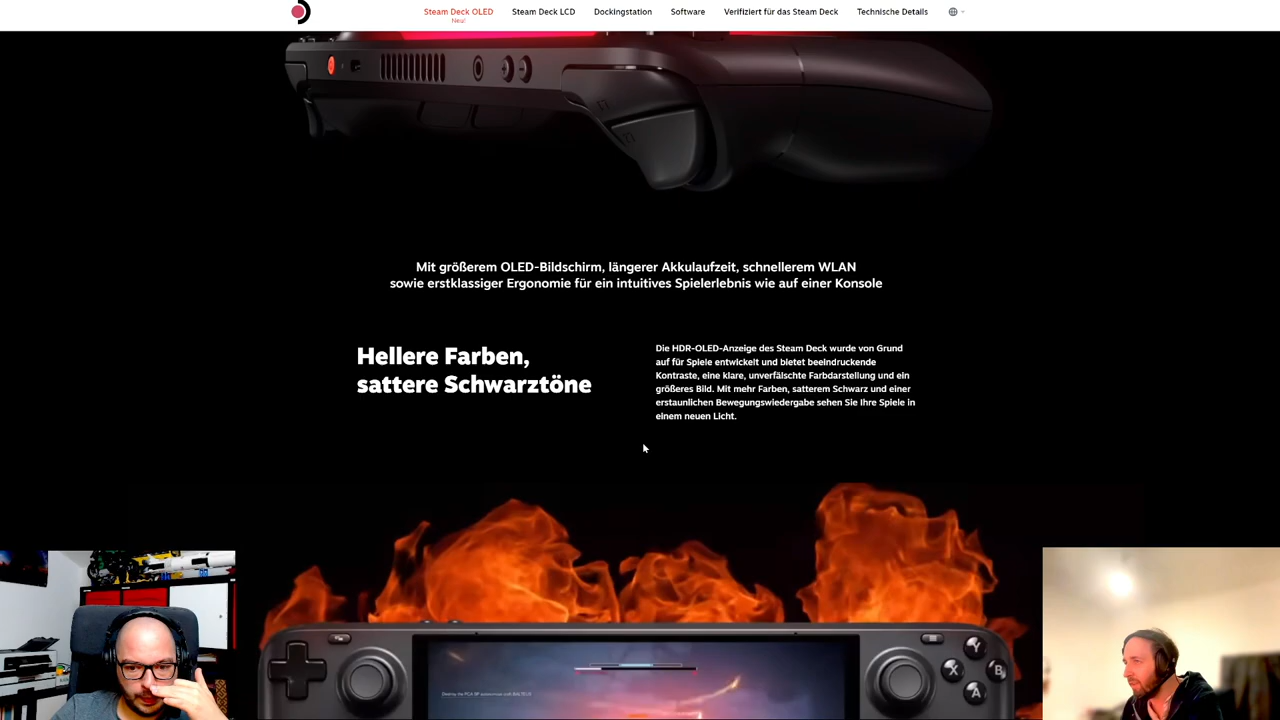 Steam Deck OLED
Neu!
Steam Deck LCD
Dockingstation
Software
Verifiziert für das Steam Deck
Technische Details
Mit größerem OLED-Bildschirm, längerer Akkulaufzeit, schnellerem WLAN
sowie erstklassiger Ergonomie für ein intuitives Spielerlebnis wie auf einer Konsole
Hellere Farben,
sattere Schwarztöne
Die HDR-OLED-Anzeige des Steam Deck wurde von Grund
auf für Spiele entwickelt und bietet beeindruckende
Kontraste, eine klare, unverfälschte Farbdarstellung und ein
größeres Bild. Mit mehr Farben, satterem Schwarz und einer
erstaunlichen Bewegungswiedergabe sehen Sie Ihre Spiele in
einem neuen Licht.
Y
X
B
A